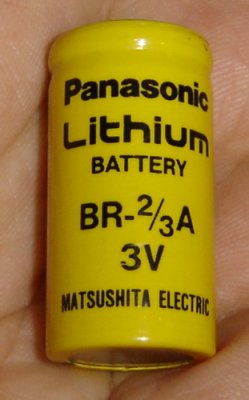 Panasonic
Lithium
BATTERY
BR-2/3A
3V
MATSUSHITA ELECTRIC